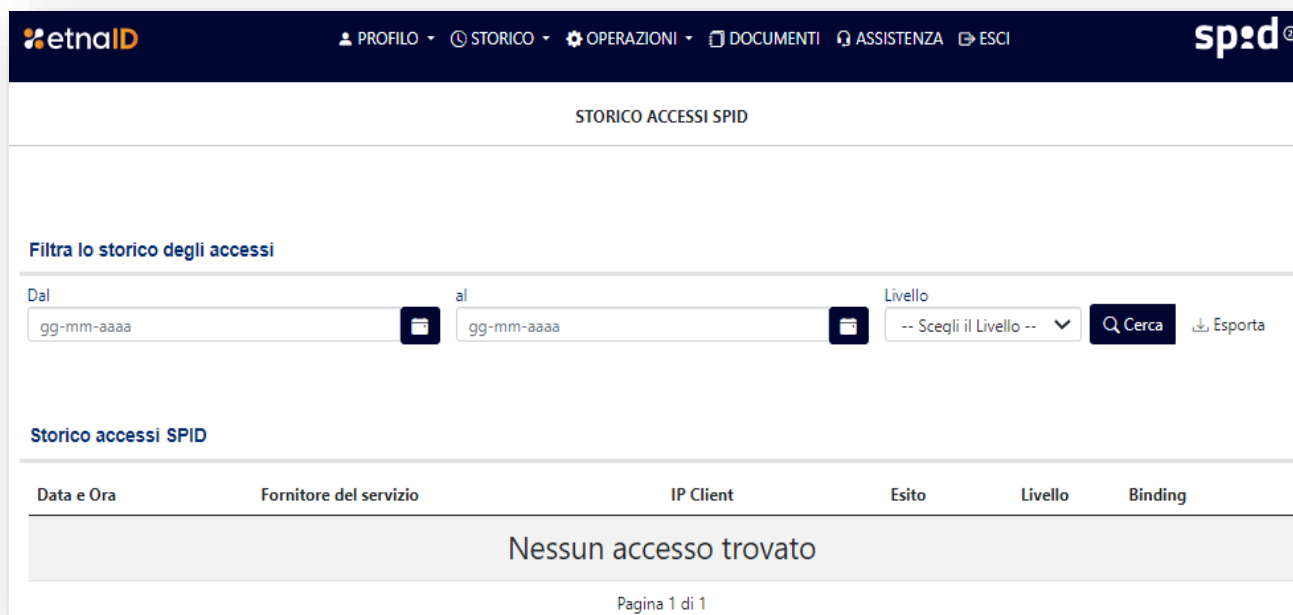 etnaID PROFILO STORICO OPERAZIONI DOCUMENTI ASSISTENZA ESCI spid
STORICO ACCESSI SPID
Filtra lo storico degli accessi
Dal al Livello
gg-mm-aaaa gg-mm-aaaa -- Scegli il Livello -- Cerca Esporta
Storico accessi SPID
Data e Ora Fornitore del servizio IP Client Esito Livello Binding
Nessun accesso trovato
Pagina 1 di 1